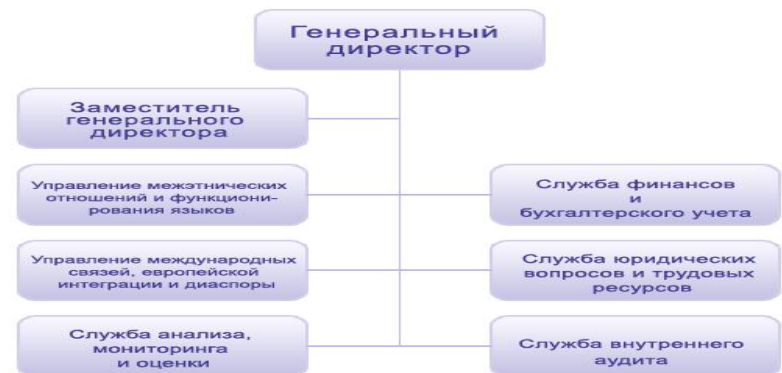 Генеральный
директор
Заместитель
генерального
директора
Управление межэтнических
отношений и функциони-
рования языков
Служба финансов
и
бухгалтерского учета
Управление международных
связей, европейской
интеграции и диаспоры
Служба юридических
вопросов и трудовых
ресурсов
Служба анализа,
мониторинга
и оценки
Служба внутреннего
аудита